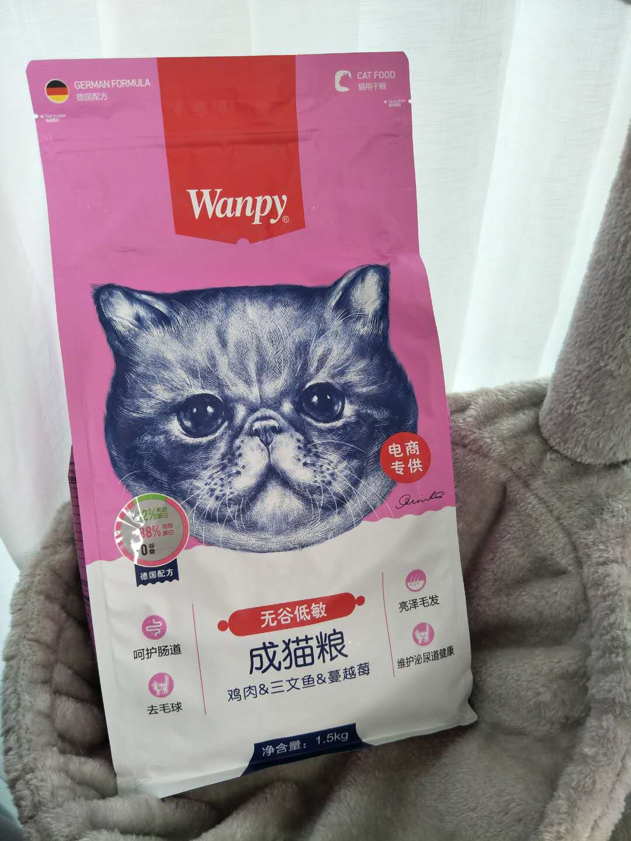 GERMAN FORMULA
德国配方
CAT FOOD
猫用干粮
Wanpy®
电商
专供
0谷物
德国配方
无谷低敏
成猫粮
鸡肉&三文鱼&蔓越莓
呵护肠道
去毛球
亮泽毛发
维护泌尿道健康
净含量：1.5kg